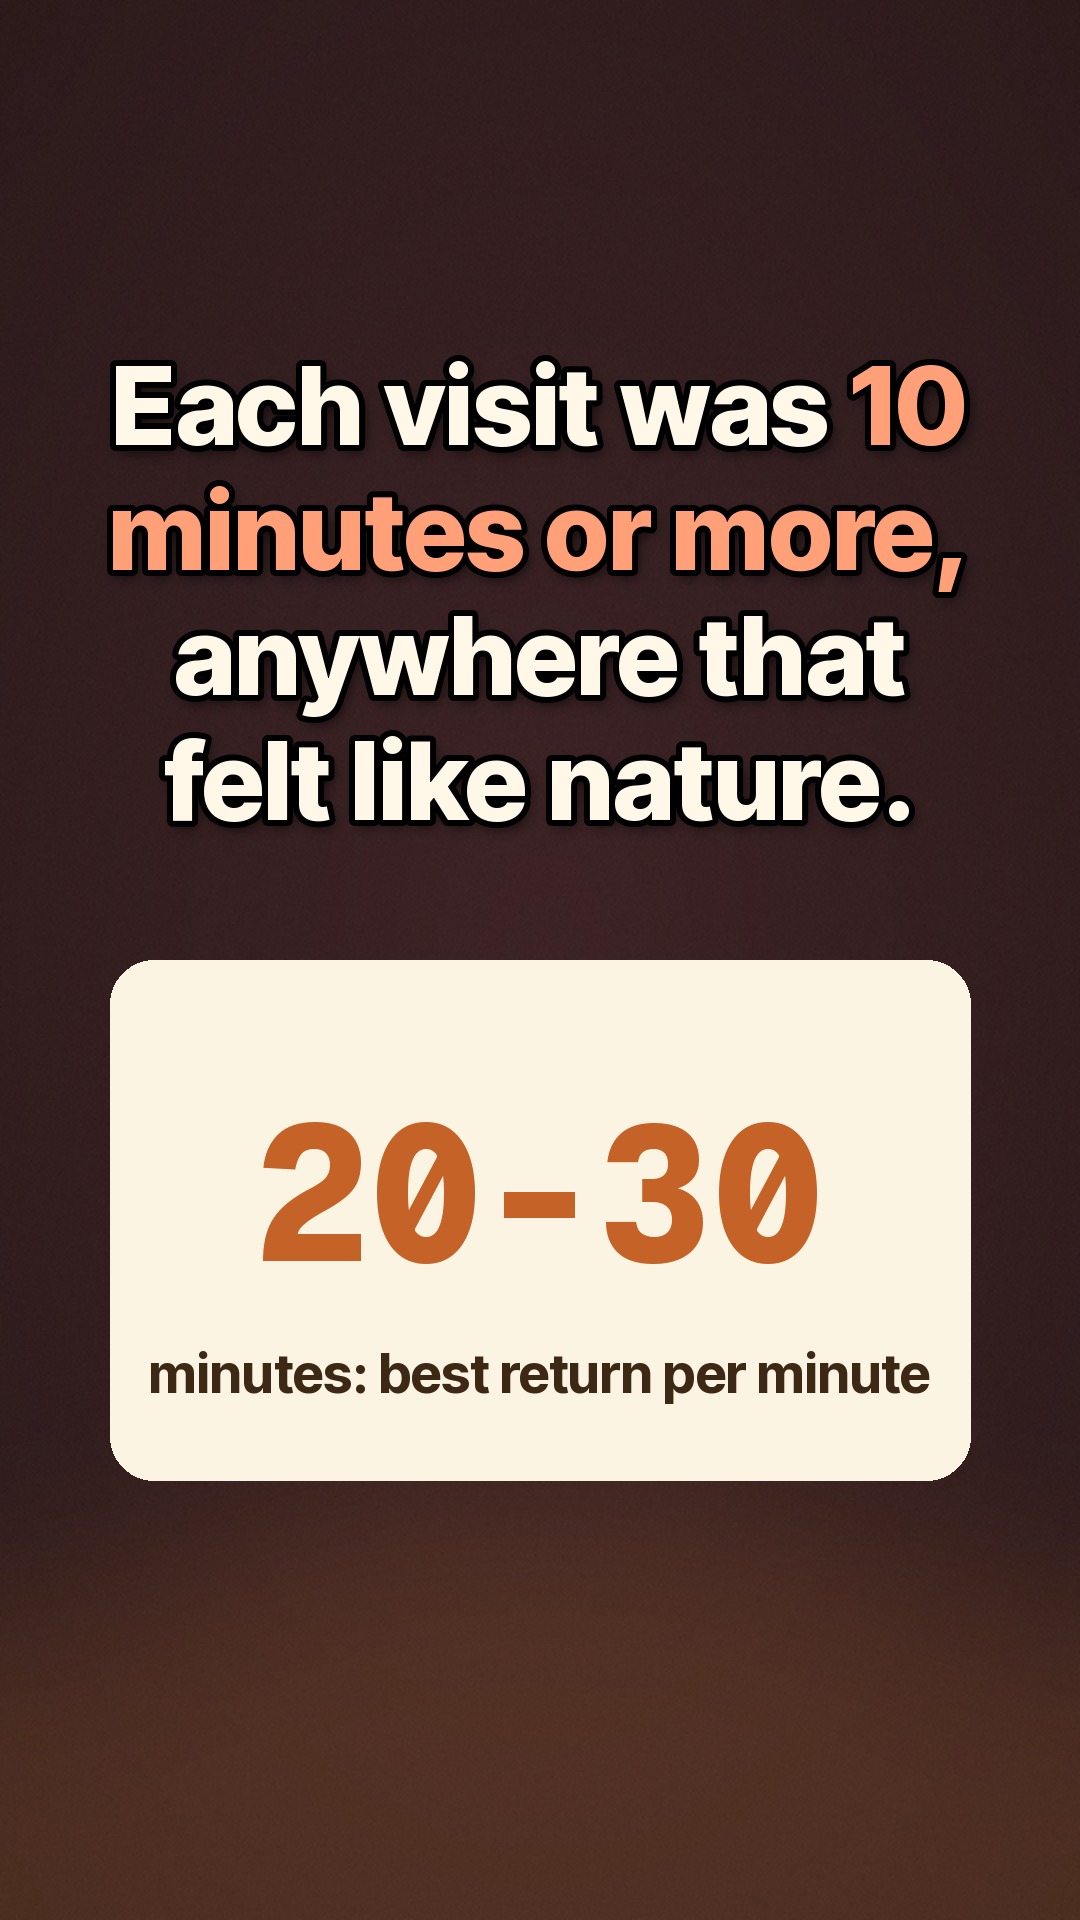 Each visit was 10
minutes or more,
anywhere that
felt like nature.
20-30
minutes: best return per minute